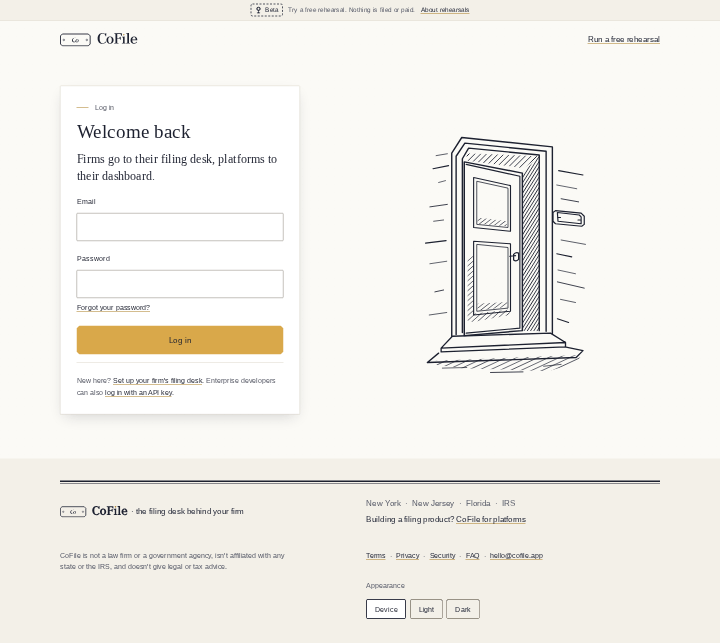 Beta Try a free rehearsal. Nothing is filed or paid. About rehearsals
Co CoFile
Run a free rehearsal
Log in
Welcome back
Firms go to their filing desk, platforms to
their dashboard.
Email
Password
Forgot your password?
Log in
New here? Set up your firm's filing desk. Enterprise developers
can also log in with an API key.
Co CoFile · the filing desk behind your firm
New York · New Jersey · Florida · IRS
Building a filing product? CoFile for platforms
CoFile is not a law firm or a government agency, isn't affiliated with any
state or the IRS, and doesn't give legal or tax advice.
Terms · Privacy · Security · FAQ · hello@cofile.app
Appearance
Device Light Dark